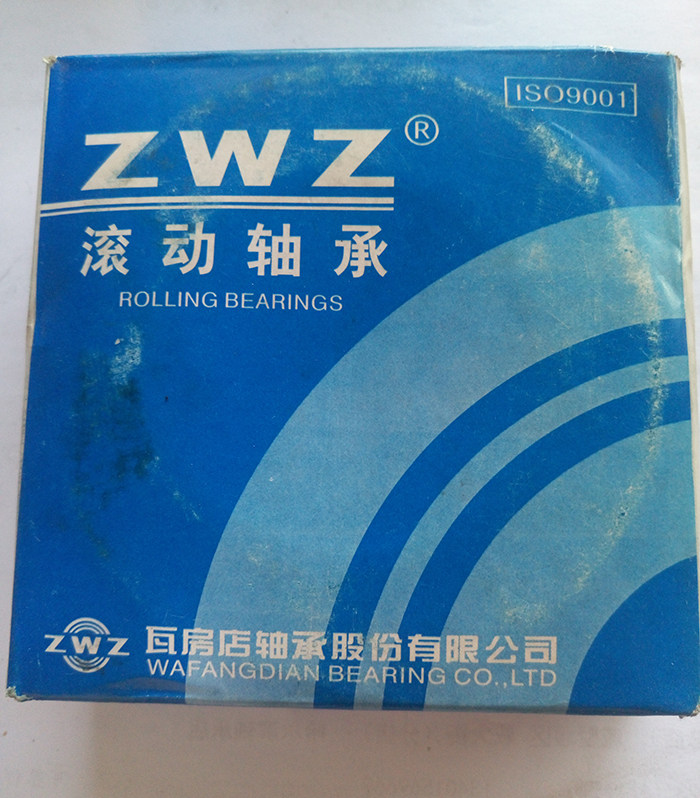 ISO9001
ZWZ®
滚动轴承
ROLLING BEARINGS
ZWZ 瓦房店轴承股份有限公司
WAFANGDIAN BEARING CO.,LTD